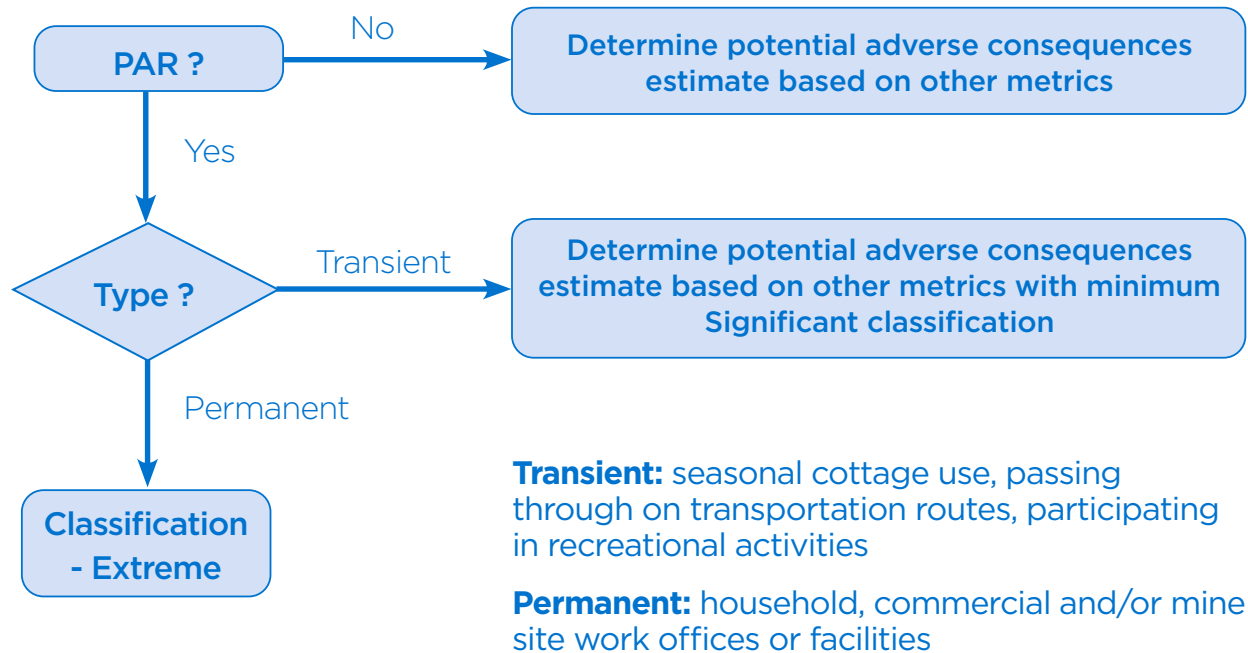 PAR ?
No
Determine potential adverse consequences
estimate based on other metrics
Yes
Type ?
Transient
Determine potential adverse consequences
estimate based on other metrics with minimum
Significant classification
Permanent
Classification
- Extreme
Transient: seasonal cottage use, passing
through on transportation routes, participating
in recreational activities
Permanent: household, commercial and/or mine
site work offices or facilities